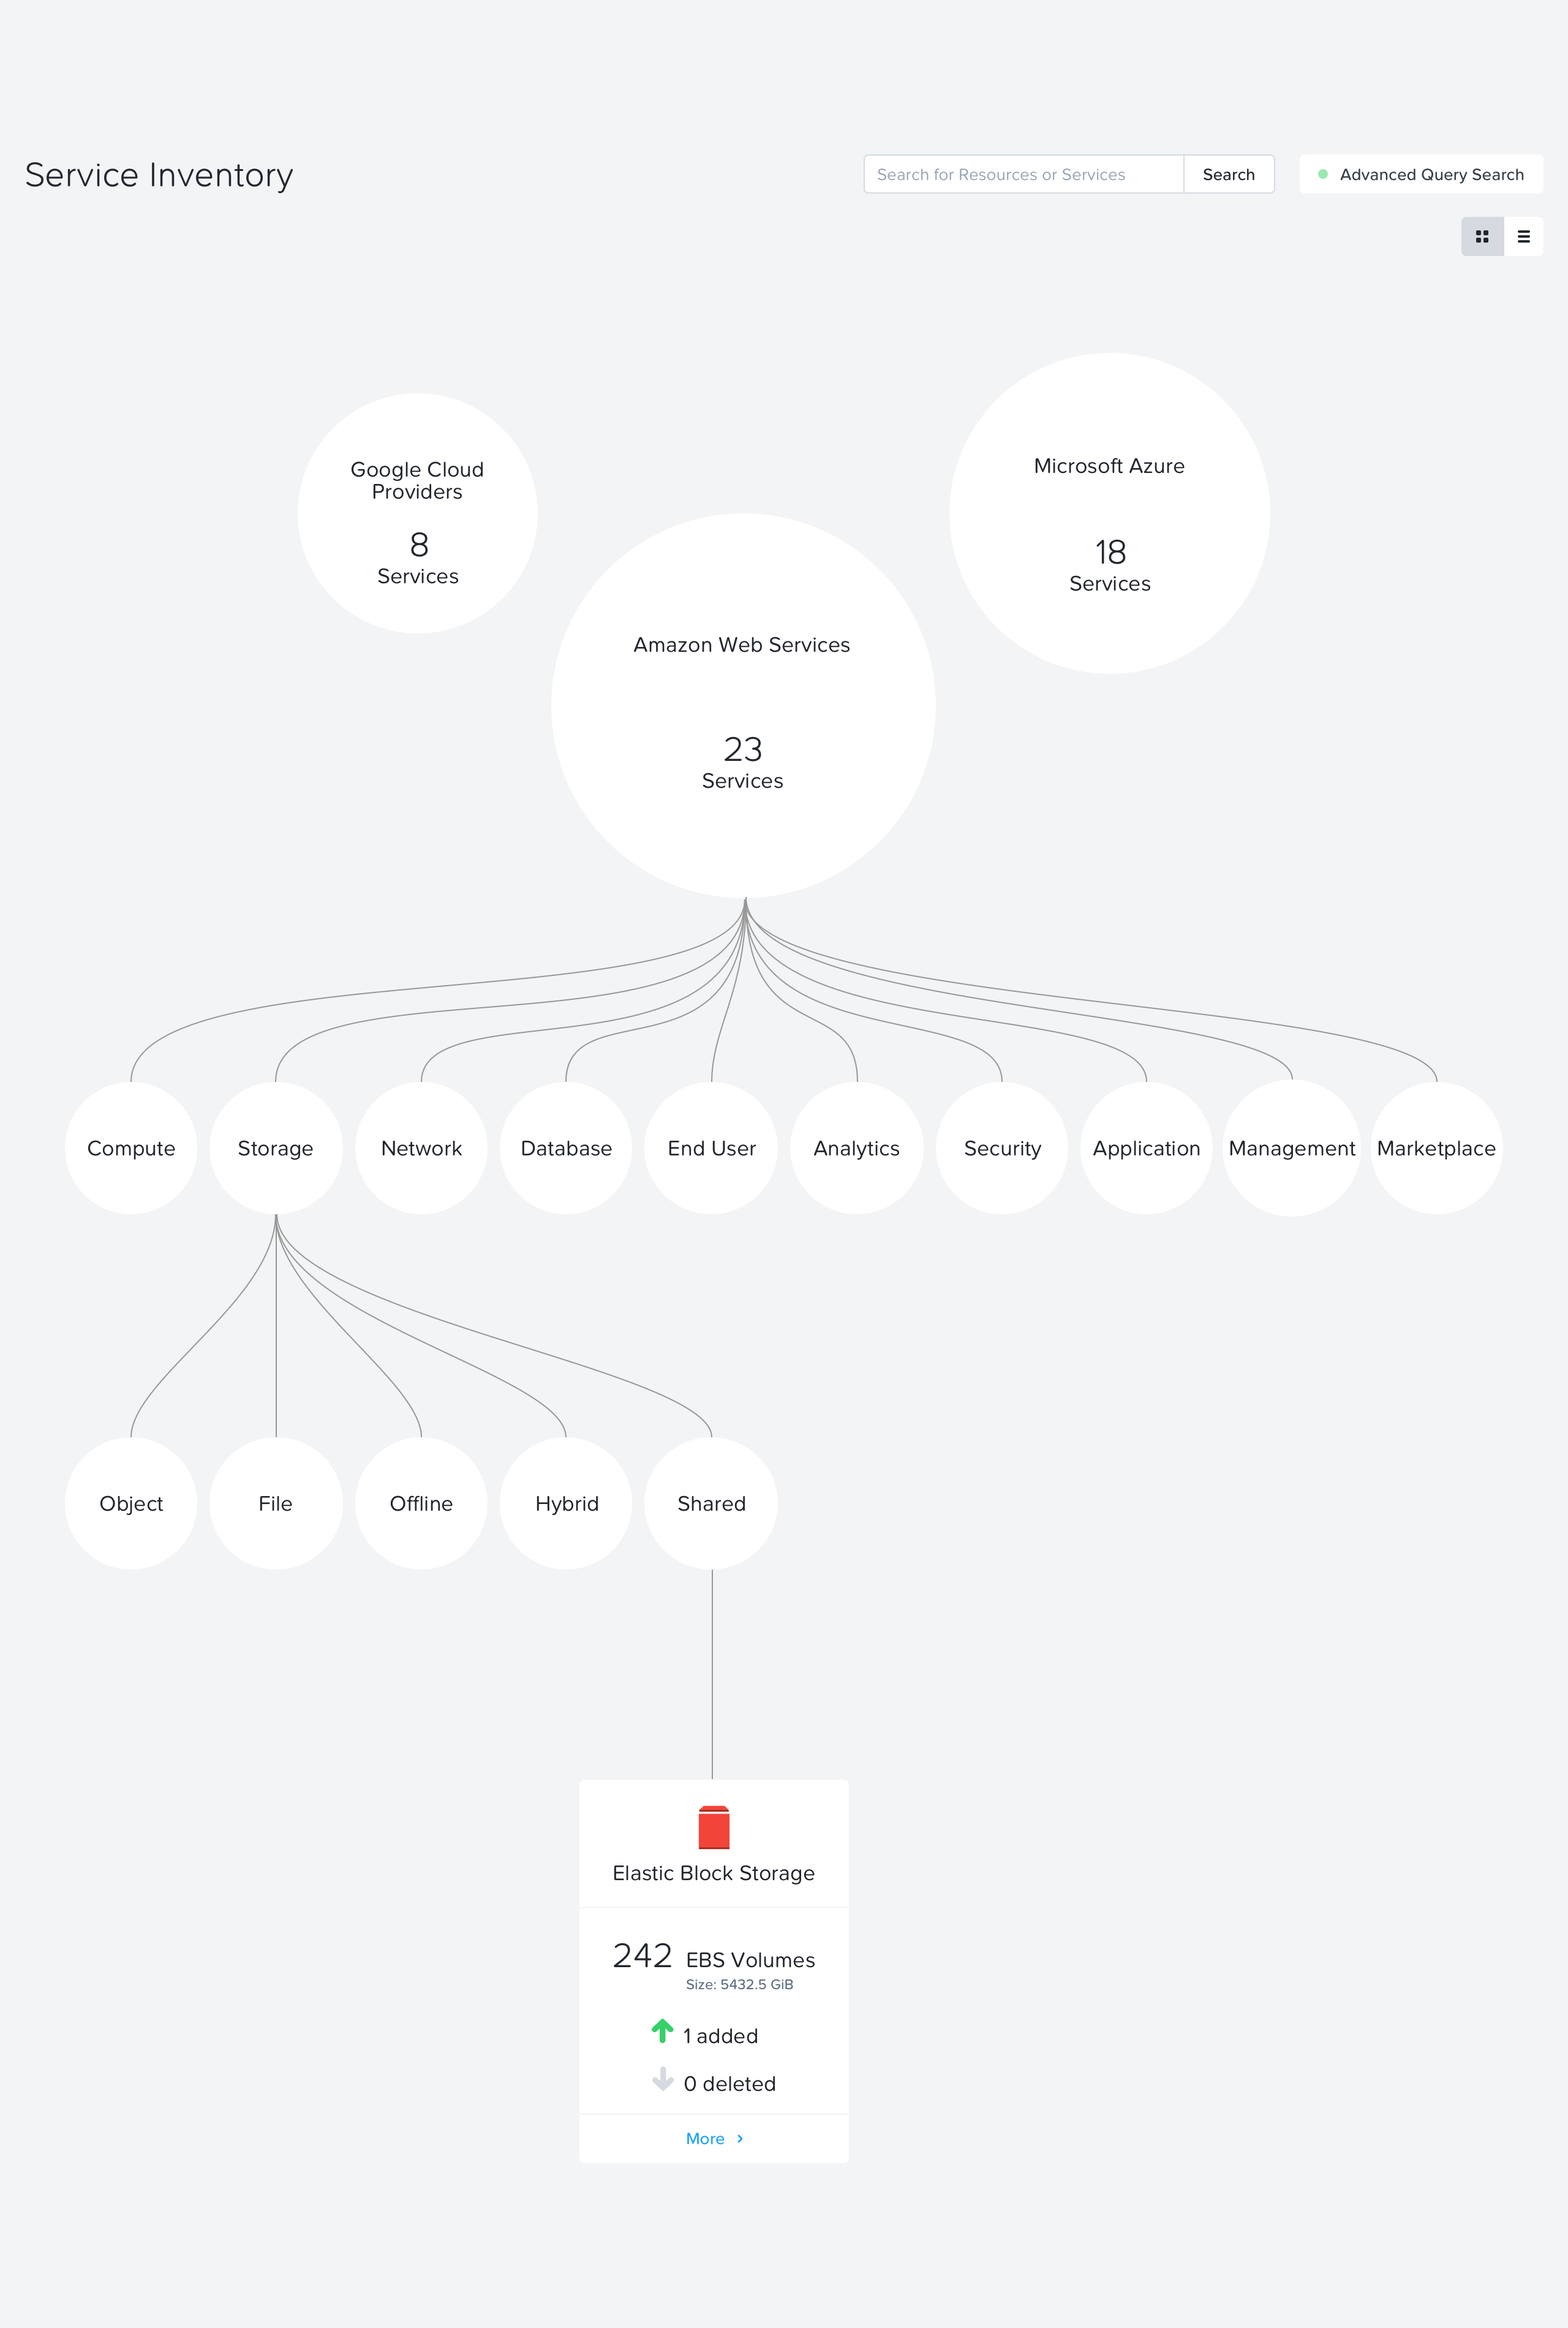 Service Inventory
Search for Resources or Services
Search
Advanced Query Search
Google Cloud
Providers
8
Services
Microsoft Azure
18
Services
Amazon Web Services
23
Services
Compute
Storage
Network
Database
End User
Analytics
Security
Application
Management
Marketplace
Object
File
Offline
Hybrid
Shared
Elastic Block Storage
242 EBS Volumes
Size: 5432.5 GiB
1 added
0 deleted
More